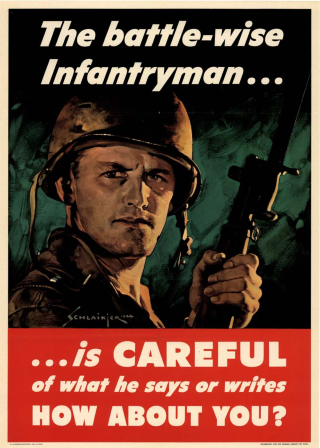 The battle-wise
Infantryman...
SCHLAIKJER
...is CAREFUL
of what he says or writes
HOW ABOUT YOU?